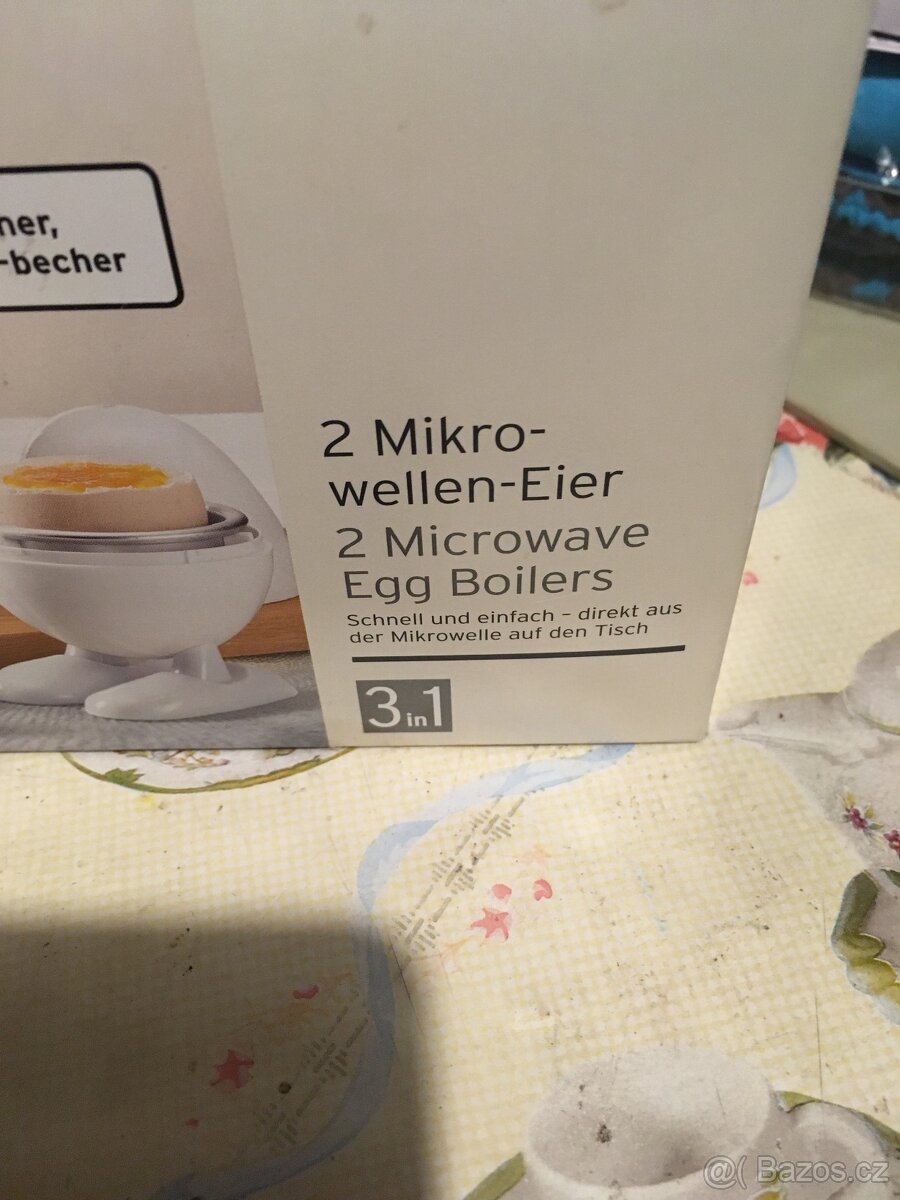 -becher
2 Mikro-
wellen-Eier
2 Microwave
Egg Boilers
Schnell und einfach – direkt aus
der Mikrowelle auf den Tisch
3in1
@( Bazos.cz